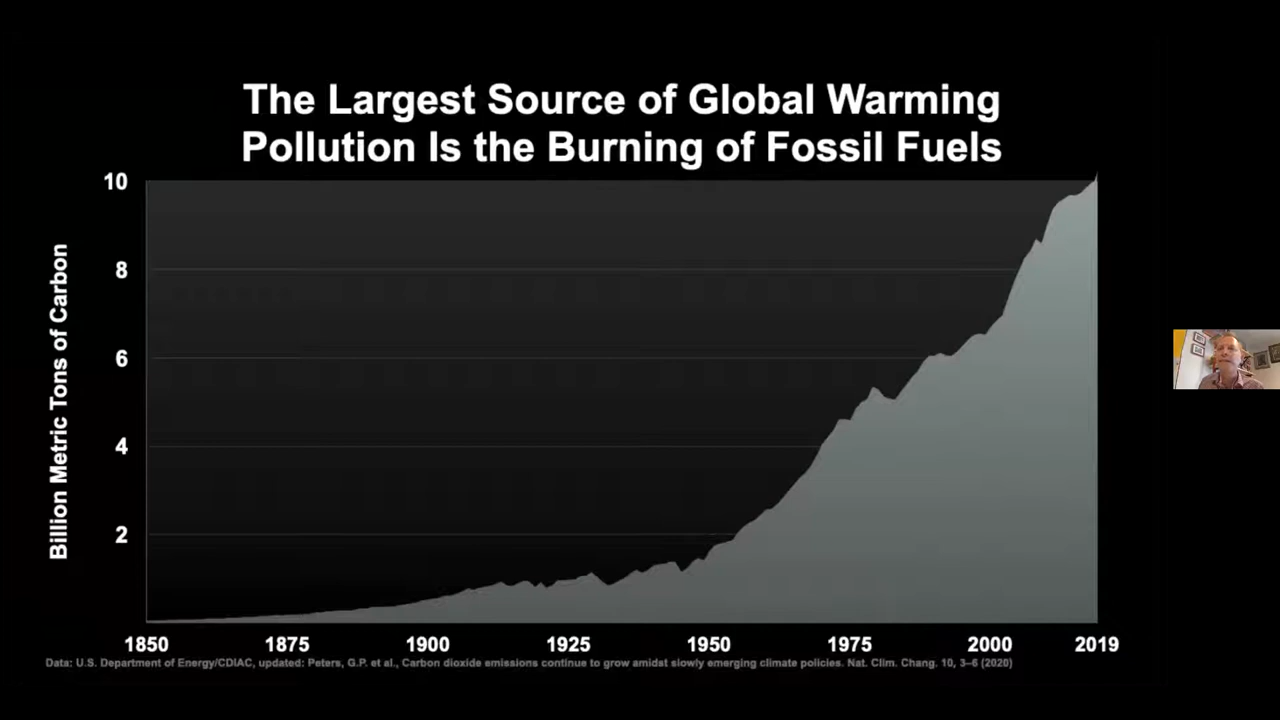 The Largest Source of Global Warming
Pollution Is the Burning of Fossil Fuels
Billion Metric Tons of Carbon
10
8
6
4
2
1850 1875 1900 1925 1950 1975 2000 2019
Data: U.S. Department of Energy/CDIAC, updated: Peters, G.P. et al., Carbon dioxide emissions continue to grow amidst slowly emerging climate policies. Nat. Clim. Chang. 10, 3–6 (2020)